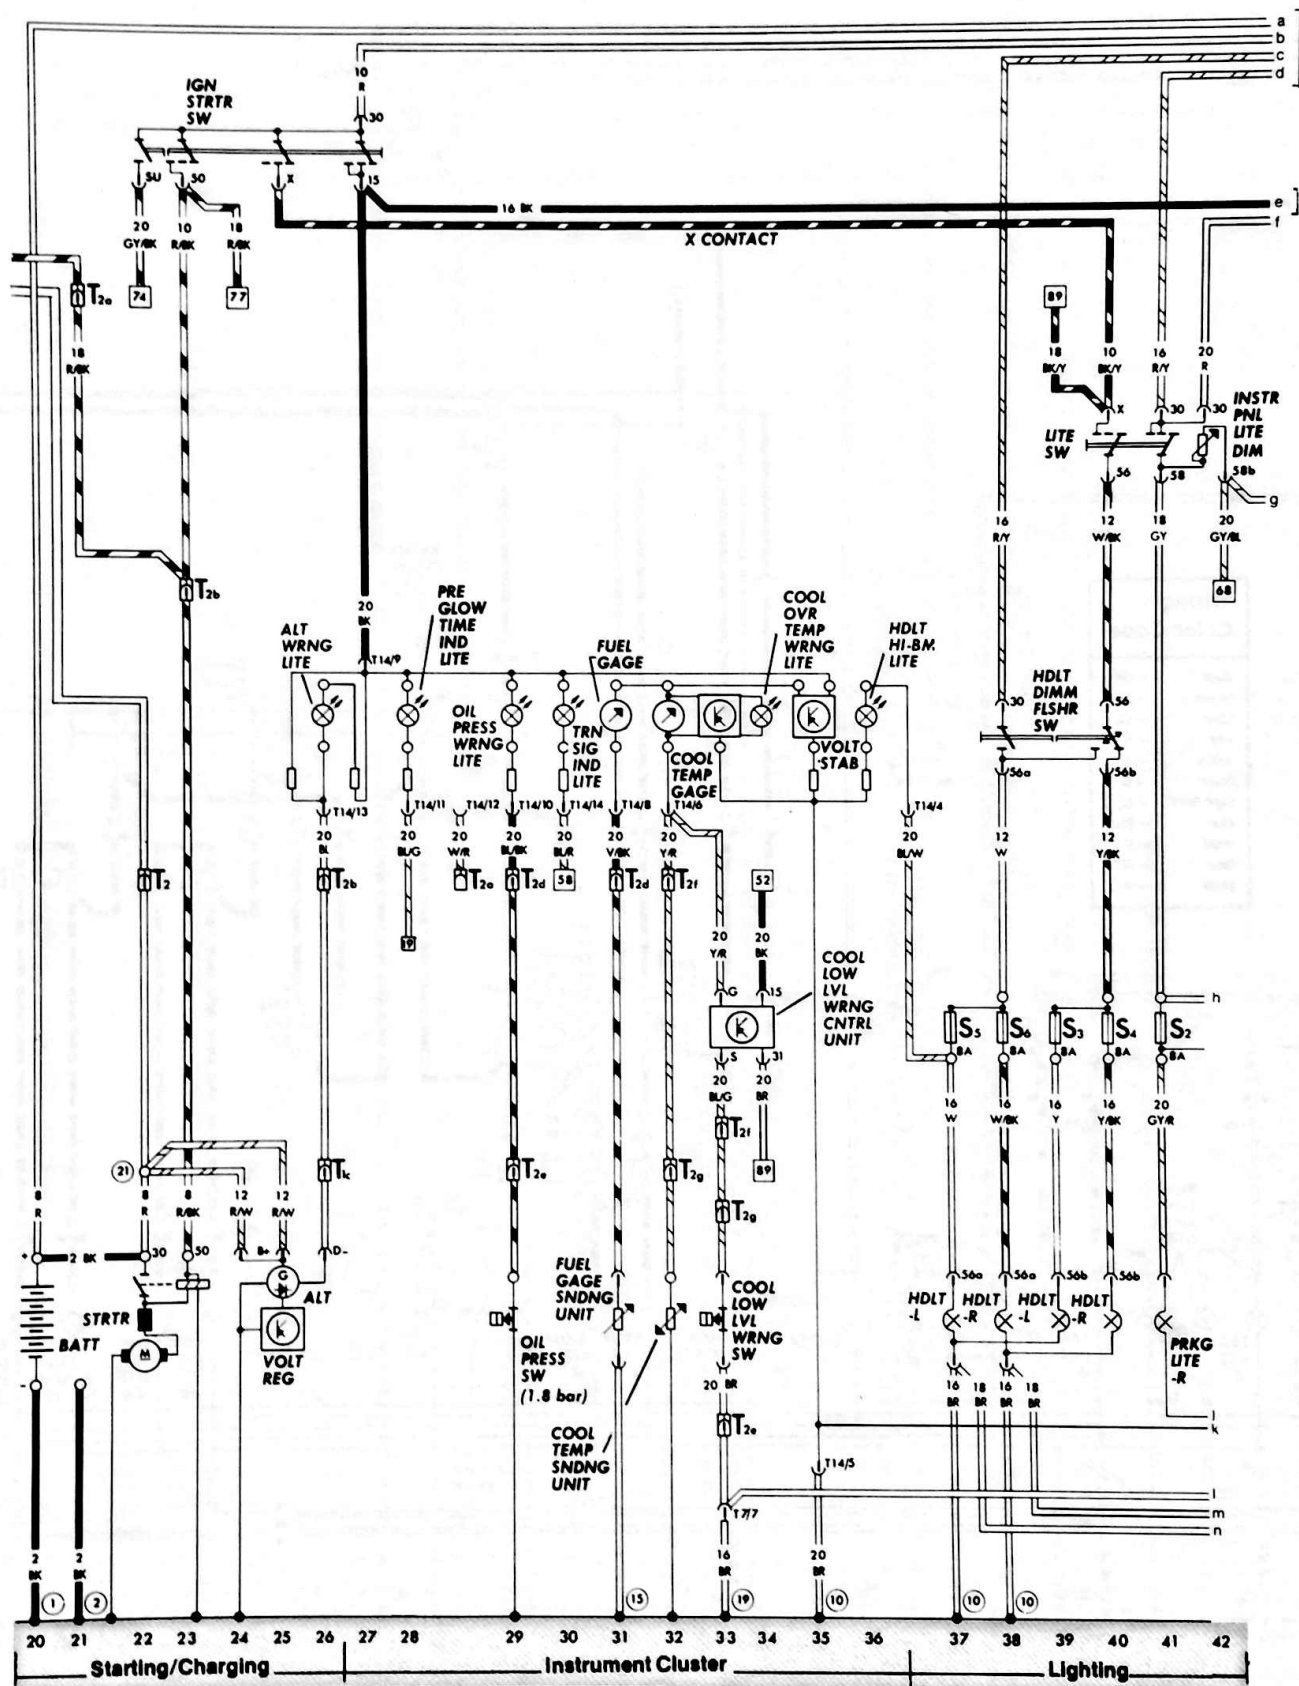 a
b
c
d
10
R
IGN
STRTR
SW
30
SU
50
X
15
16 BK
e
f
X CONTACT
20
GY/BK
10
R/BK
18
R/BK
T2a
74
77
89
18
R/BK
18
BK/Y
10
BK/Y
16
R/Y
20
R
X
30
30
INSTR
PNL
LITE
DIM
LITE
SW
56
58
58b
g
16
R/Y
12
W/BK
18
GY
20
GY/BL
T2b
68
20
BK
PRE
GLOW
TIME
IND
LITE
COOL
OVR
TEMP
WRNG
LITE
HDLT
HI-BM
LITE
ALT
WRNG
LITE
FUEL
GAGE
T14/9
HDLT
DIMM
FLSHR
SW
30
56
OIL
PRESS
WRNG
LITE
TRN
SIG
IND
LITE
COOL
TEMP
GAGE
VOLT
STAB
56a
56b
T14/13
T14/11
T14/12
T14/10
T14/14
T14/8
T14/6
T14/4
20
BL
20
BL/G
20
W/R
20
BL/BK
20
BL/R
20
V/BK
20
Y/R
20
BL/W
12
W
12
Y/BK
T2
T2b
T2a
T2d
58
T2d
T2f
52
19
20
Y/R
20
BK
COOL
LOW
LVL
WRNG
CNTRL
UNIT
G
15
h
S5
S6
S3
S4
S2
8A
8A
8A
8A
8A
S
31
20
BL/G
20
BR
16
W
16
W/BK
16
Y
16
Y/BK
20
GY/R
T2f
21
T1c
T2e
T2g
89
8
R
8
R
8
R/BK
12
R/W
12
R/W
T2g
+
2 BK
30
50
B+
D-
G
ALT
FUEL
GAGE
SNDNG
UNIT
COOL
LOW
LVL
WRNG
SW
56a
56a
56b
56b
HDLT
-L
HDLT
-R
HDLT
-L
HDLT
-R
STRTR
BATT
M
VOLT
REG
OIL
PRESS
SW
(1.8 bar)
PRKG
LITE
-R
-
20
BR
16
BR
18
BR
16
BR
18
BR
T2e
k
COOL
TEMP
SNDNG
UNIT
T14/5
l
T7/7
m
n
2
BK
2
BK
16
BR
20
BR
1
2
15
19
10
10
10
20 21 22 23 24 25 26 27 28 29 30 31 32 33 34 35 36 37 38 39 40 41 42
Starting/Charging
Instrument Cluster
Lighting